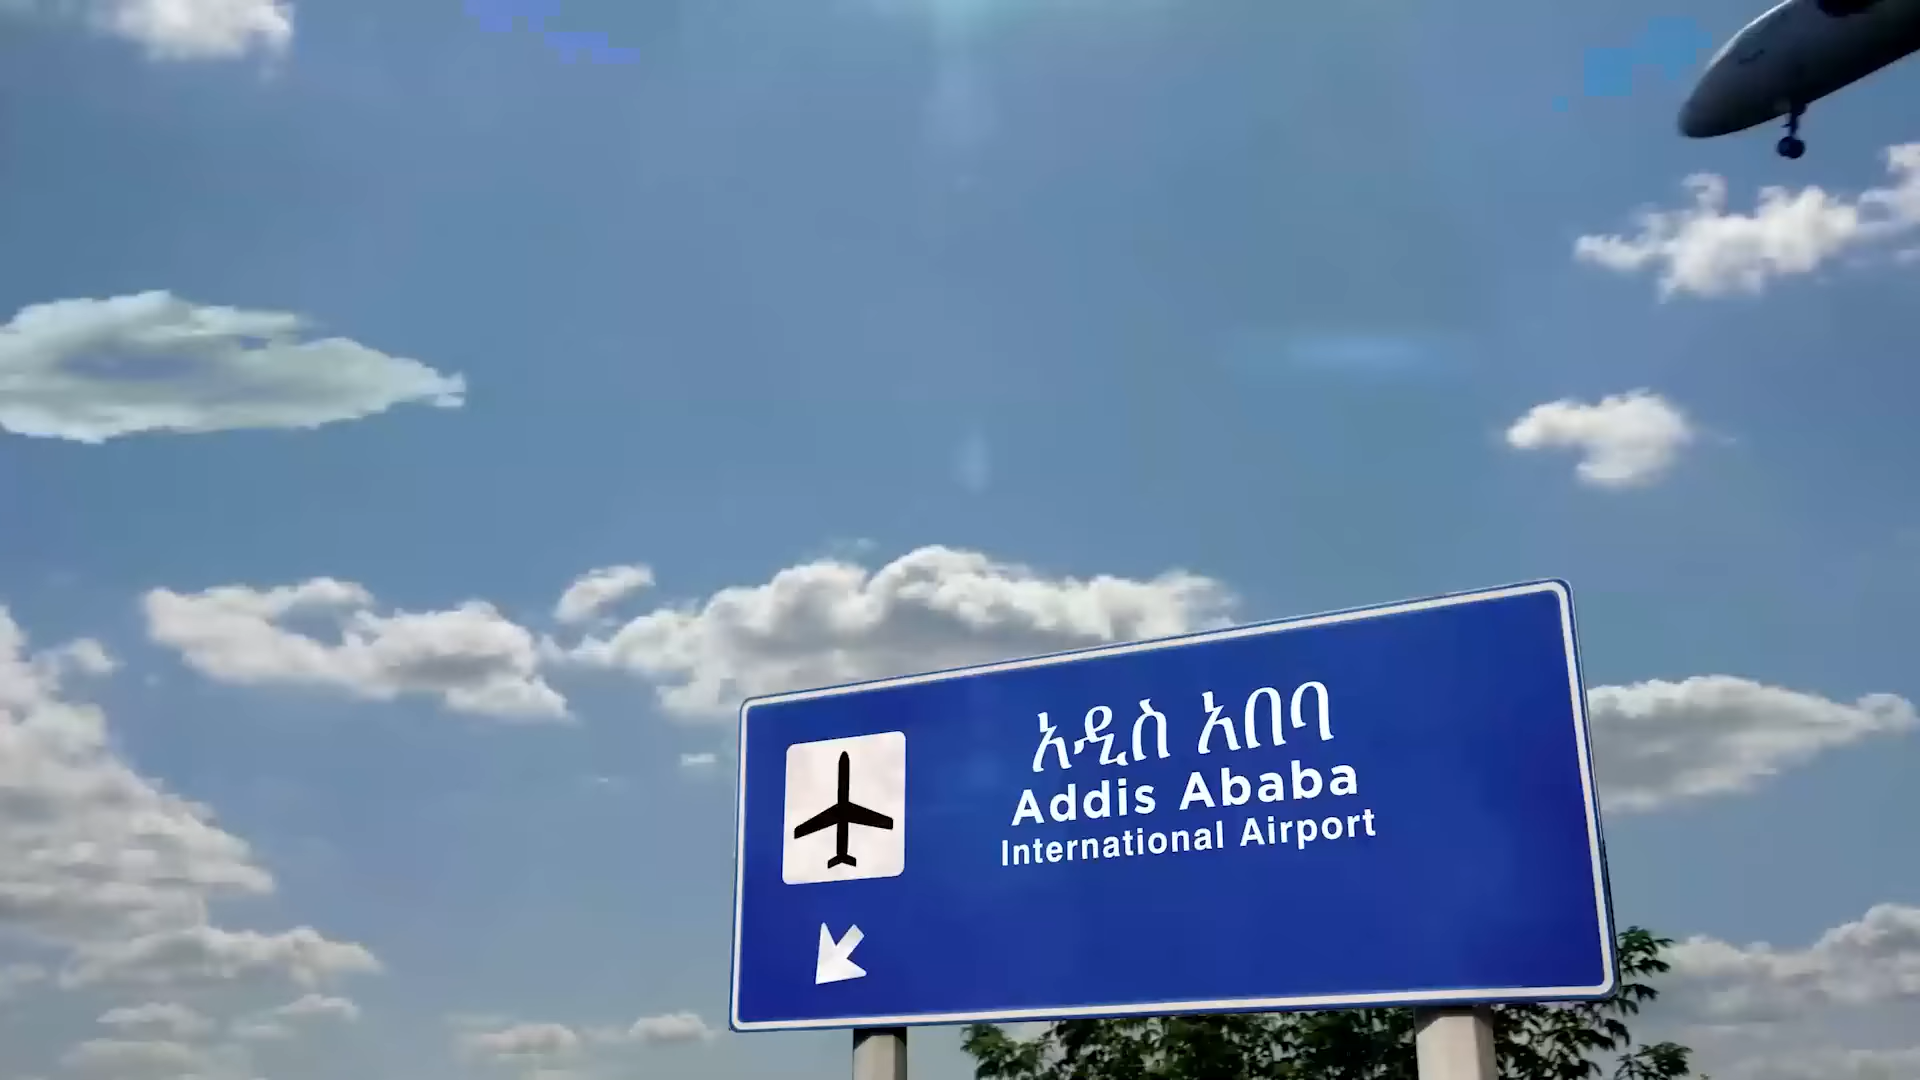 አዲስ አበባ
Addis Ababa
International Airport